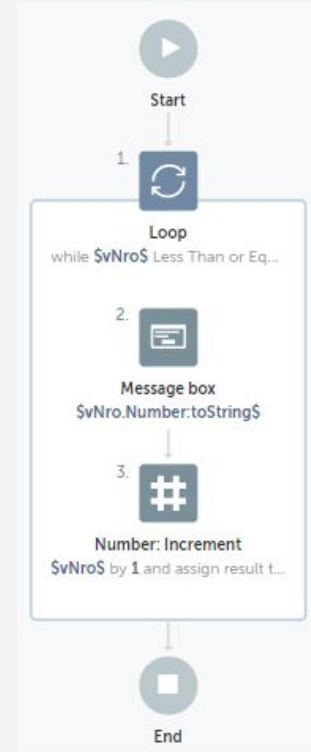 Start
1.
Loop
while $vNro$ Less Than or Eq...
2.
Message box
$vNro.Number:toString$
3.
Number: Increment
$vNro$ by 1 and assign result t...
End